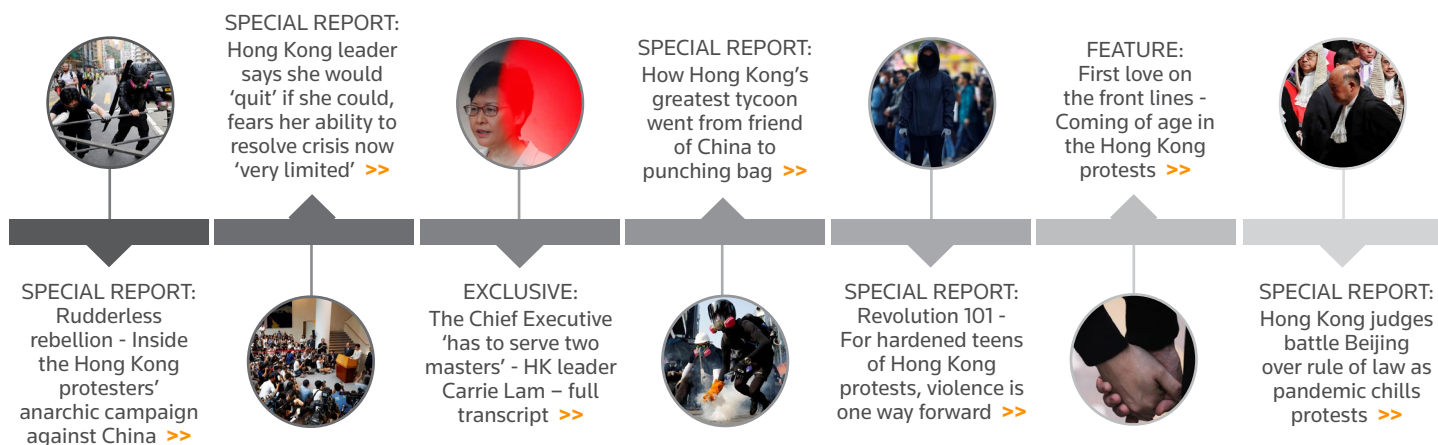 SPECIAL REPORT:
Rudderless
rebellion - Inside
the Hong Kong
protesters’
anarchic campaign
against China >>
SPECIAL REPORT:
Hong Kong leader
says she would
‘quit’ if she could,
fears her ability to
resolve crisis now
‘very limited’ >>
EXCLUSIVE:
The Chief Executive
‘has to serve two
masters’ - HK leader
Carrie Lam – full
transcript >>
SPECIAL REPORT:
How Hong Kong’s
greatest tycoon
went from friend
of China to
punching bag >>
SPECIAL REPORT:
Revolution 101 -
For hardened teens
of Hong Kong
protests, violence is
one way forward >>
FEATURE:
First love on
the front lines -
Coming of age in
the Hong Kong
protests >>
SPECIAL REPORT:
Hong Kong judges
battle Beijing
over rule of law as
pandemic chills
protests >>